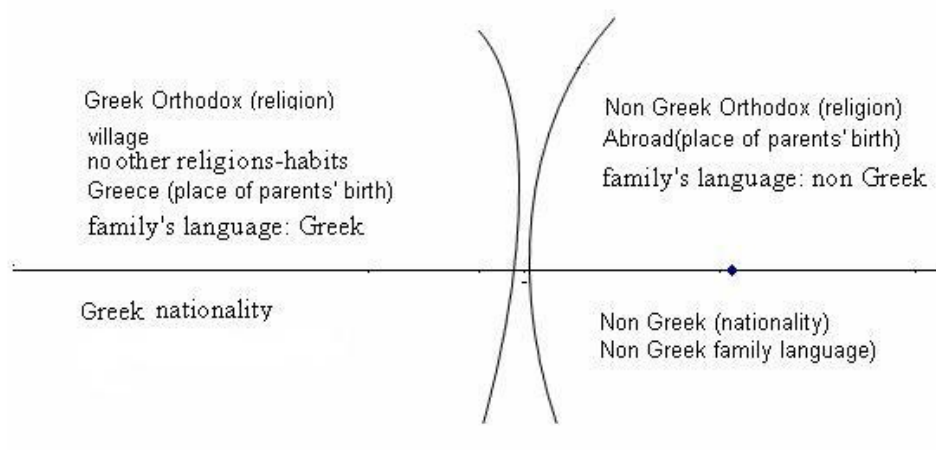 Greek Orthodox (religion)
village
no other religions-habits
Greece (place of parents' birth)
family's language: Greek
Non Greek Orthodox (religion)
Abroad(place of parents' birth)
family's language: non Greek
Greek nationality
Non Greek (nationality)
Non Greek family language)